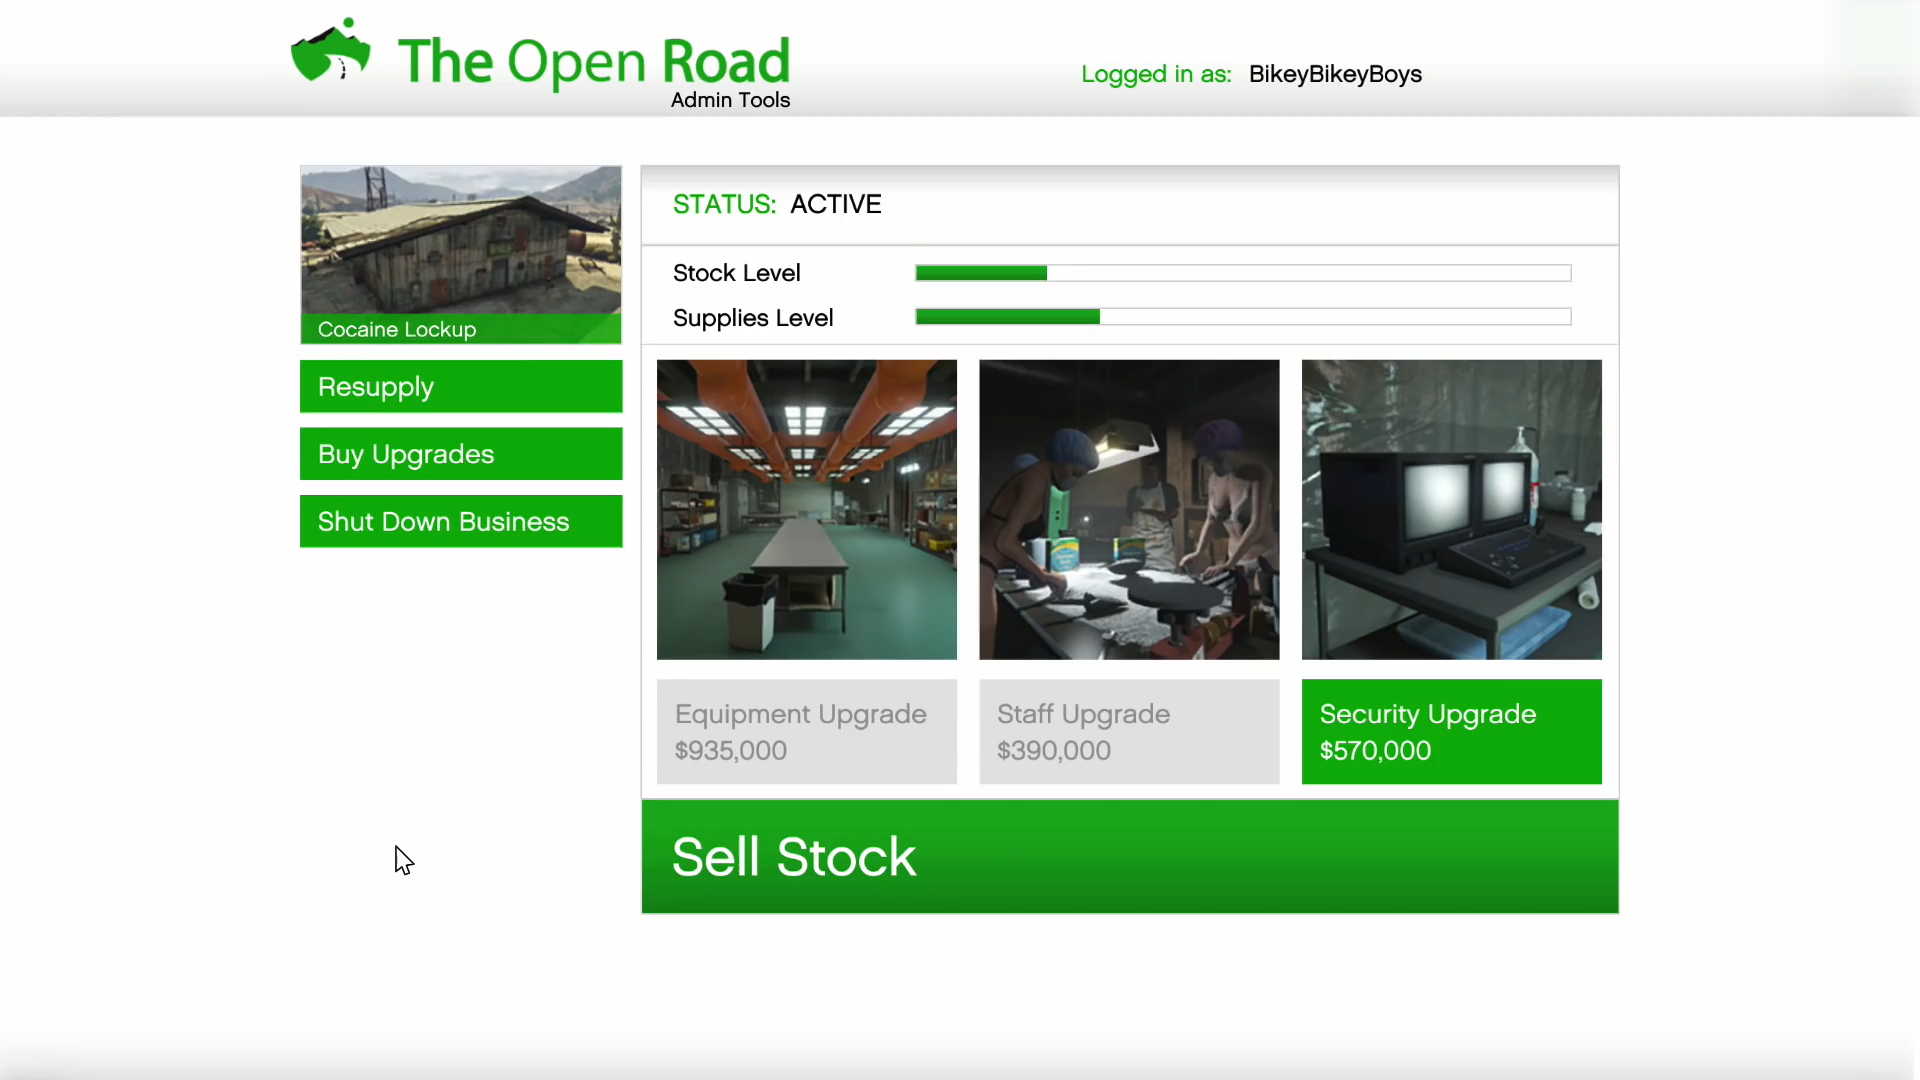 The Open Road
Admin Tools
Logged in as: BikeyBikeyBoys
Cocaine Lockup
Resupply
Buy Upgrades
Shut Down Business
STATUS: ACTIVE
Stock Level
Supplies Level
Equipment Upgrade
$935,000
Staff Upgrade
$390,000
Security Upgrade
$570,000
Sell Stock